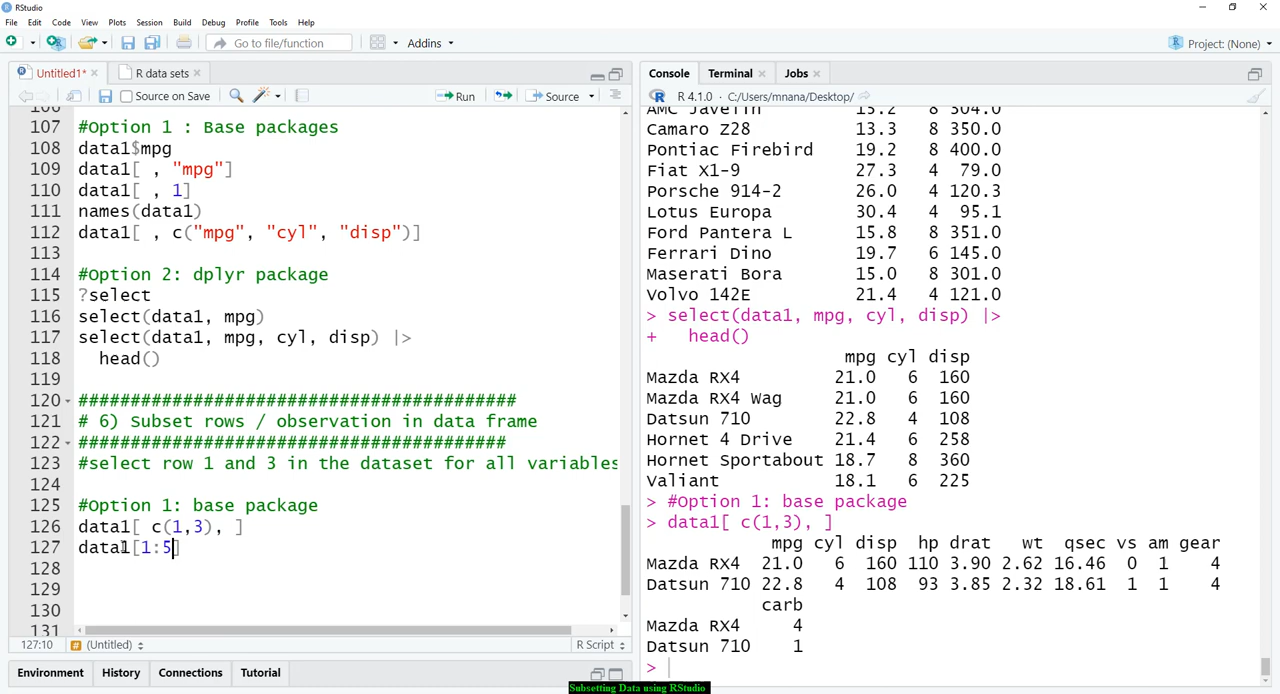 RStudio
File Edit Code View Plots Session Build Debug Profile Tools Help
Go to file/function Addins Project: (None)
Untitled1* R data sets
Source on Save Run Source
106
107 #Option 1 : Base packages
108 data1$mpg
109 data1[ , "mpg"]
110 data1[ , 1]
111 names(data1)
112 data1[ , c("mpg", "cyl", "disp")]
113
114 #Option 2: dplyr package
115 ?select
116 select(data1, mpg)
117 select(data1, mpg, cyl, disp) |>
118 head()
119
120 ##########################################
121 # 6) Subset rows / observation in data frame
122 #########################################
123 #select row 1 and 3 in the dataset for all variables
124
125 #Option 1: base package
126 data1[ c(1,3), ]
127 data1[1:5]
128
129
130
131
127:10 # (Untitled) R Script
Environment History Connections Tutorial
Console Terminal Jobs
R 4.1.0 · C:/Users/mnana/Desktop/
AMC Javelin 15.2 8 304.0
Camaro Z28 13.3 8 350.0
Pontiac Firebird 19.2 8 400.0
Fiat X1-9 27.3 4 79.0
Porsche 914-2 26.0 4 120.3
Lotus Europa 30.4 4 95.1
Ford Pantera L 15.8 8 351.0
Ferrari Dino 19.7 6 145.0
Maserati Bora 15.0 8 301.0
Volvo 142E 21.4 4 121.0
> select(data1, mpg, cyl, disp) |>
+ head()
mpg cyl disp
Mazda RX4 21.0 6 160
Mazda RX4 Wag 21.0 6 160
Datsun 710 22.8 4 108
Hornet 4 Drive 21.4 6 258
Hornet Sportabout 18.7 8 360
Valiant 18.1 6 225
> #Option 1: base package
> data1[ c(1,3), ]
mpg cyl disp hp drat wt qsec vs am gear
Mazda RX4 21.0 6 160 110 3.90 2.62 16.46 0 1 4
Datsun 710 22.8 4 108 93 3.85 2.32 18.61 1 1 4
carb
Mazda RX4 4
Datsun 710 1
>
Subsetting Data using RStudio